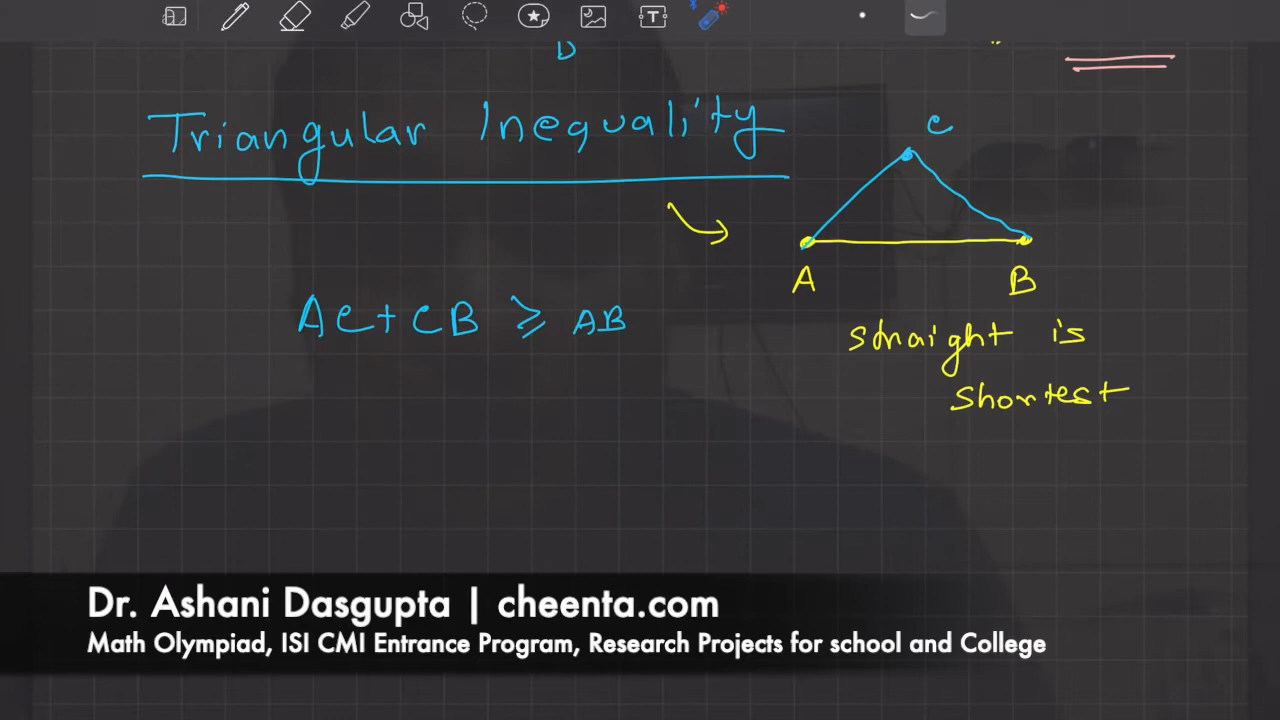 D
Triangular Inequality
C
A
B
AC+CB ≥ AB
straight is
shortest
Dr. Ashani Dasgupta | cheenta.com
Math Olympiad, ISI CMI Entrance Program, Research Projects for school and College